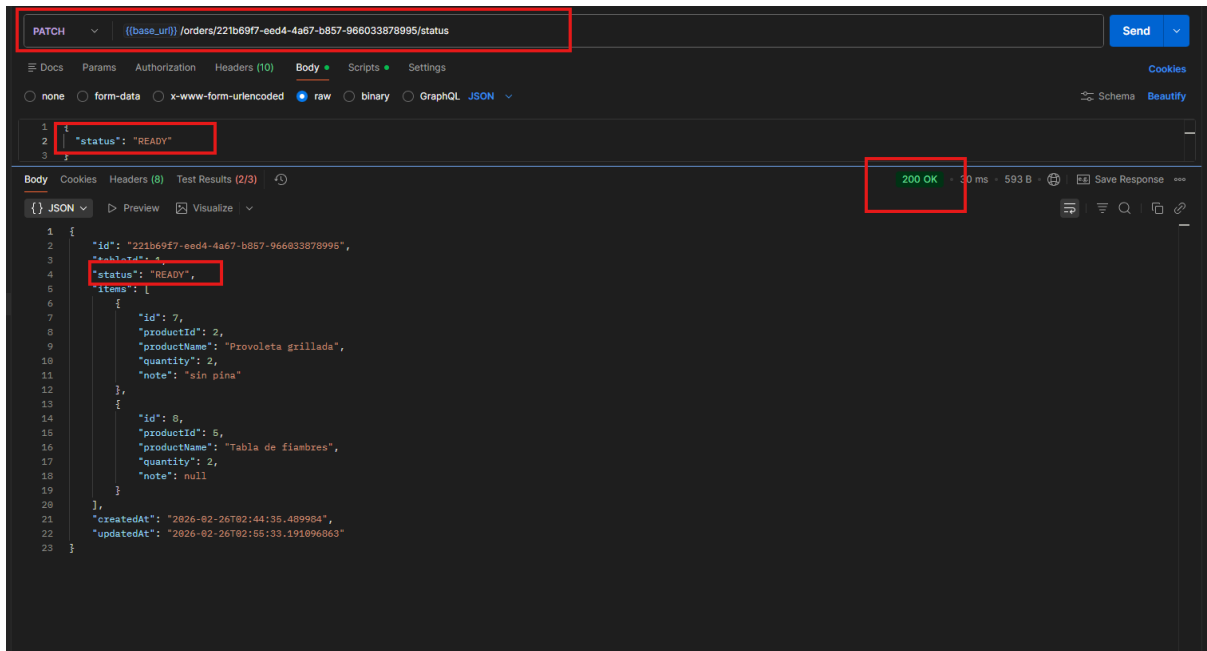 PATCH {{base_url}} /orders/221b69f7-eed4-4a67-b857-966033878995/status Send
Docs Params Authorization Headers (10) Body Scripts Settings Cookies
none form-data x-www-form-urlencoded raw binary GraphQL JSON Schema Beautify
1 {
2 "status": "READY"
3 }
Body Cookies Headers (8) Test Results (2/3) 200 OK 30 ms 593 B Save Response
{} JSON Preview Visualize
1 {
2 "id": "221b69f7-eed4-4a67-b857-966033878995",
3 "tableId": 1,
4 "status": "READY",
5 "items": [
6 {
7 "id": 7,
8 "productId": 2,
9 "productName": "Provoleta grillada",
10 "quantity": 2,
11 "note": "sin pina"
12 },
13 {
14 "id": 8,
15 "productId": 5,
16 "productName": "Tabla de fiambres",
17 "quantity": 2,
18 "note": null
19 }
20 ],
21 "createdAt": "2026-02-26T02:44:35.489984",
22 "updatedAt": "2026-02-26T02:55:33.191096863"
23 }